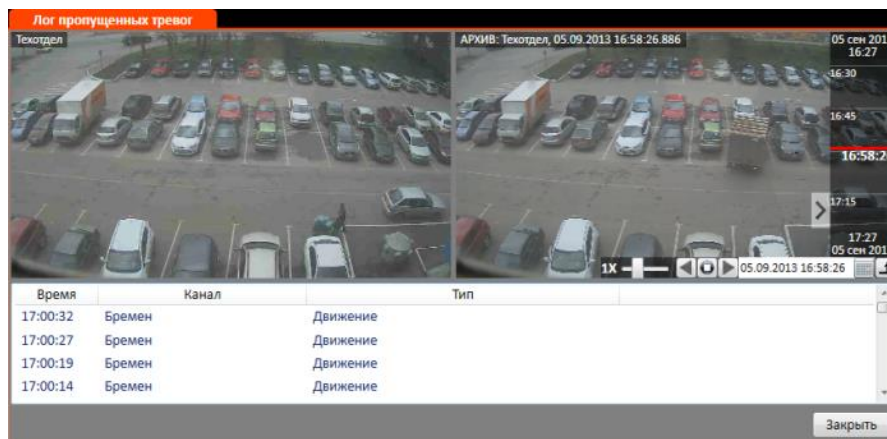 Лог пропущенных тревог
Техотдел
АРХИВ: Техотдел, 05.09.2013 16:58:26.886
05 сен 201
16:27
16:30
16:45
16:58:2
17:15
17:27
05 сен 201
1X
05.09.2013 16:58:26
Время Канал Тип
17:00:32 Бремен Движение
17:00:27 Бремен Движение
17:00:19 Бремен Движение
17:00:14 Бремен Движение
Закрыть